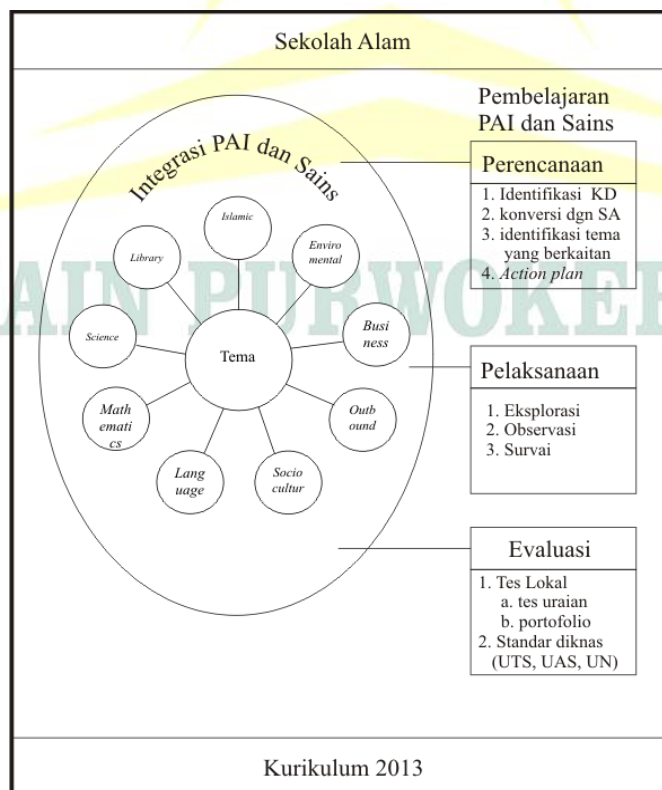 Sekolah Alam
Integrasi PAI dan Sains
Islamic
Enviro
mental
Busi
ness
Outb
ound
Socio
cultur
Lang
uage
Math
emati
cs
Science
Library
Tema
Pembelajaran
PAI dan Sains
Perencanaan
1. Identifikasi KD
2. konversi dgn SA
3. identifikasi tema
yang berkaitan
4. Action plan
Pelaksanaan
1. Eksplorasi
2. Observasi
3. Survai
Evaluasi
1. Tes Lokal
a. tes uraian
b. portofolio
2. Standar diknas
(UTS, UAS, UN)
Kurikulum 2013
AIN PURWOKER